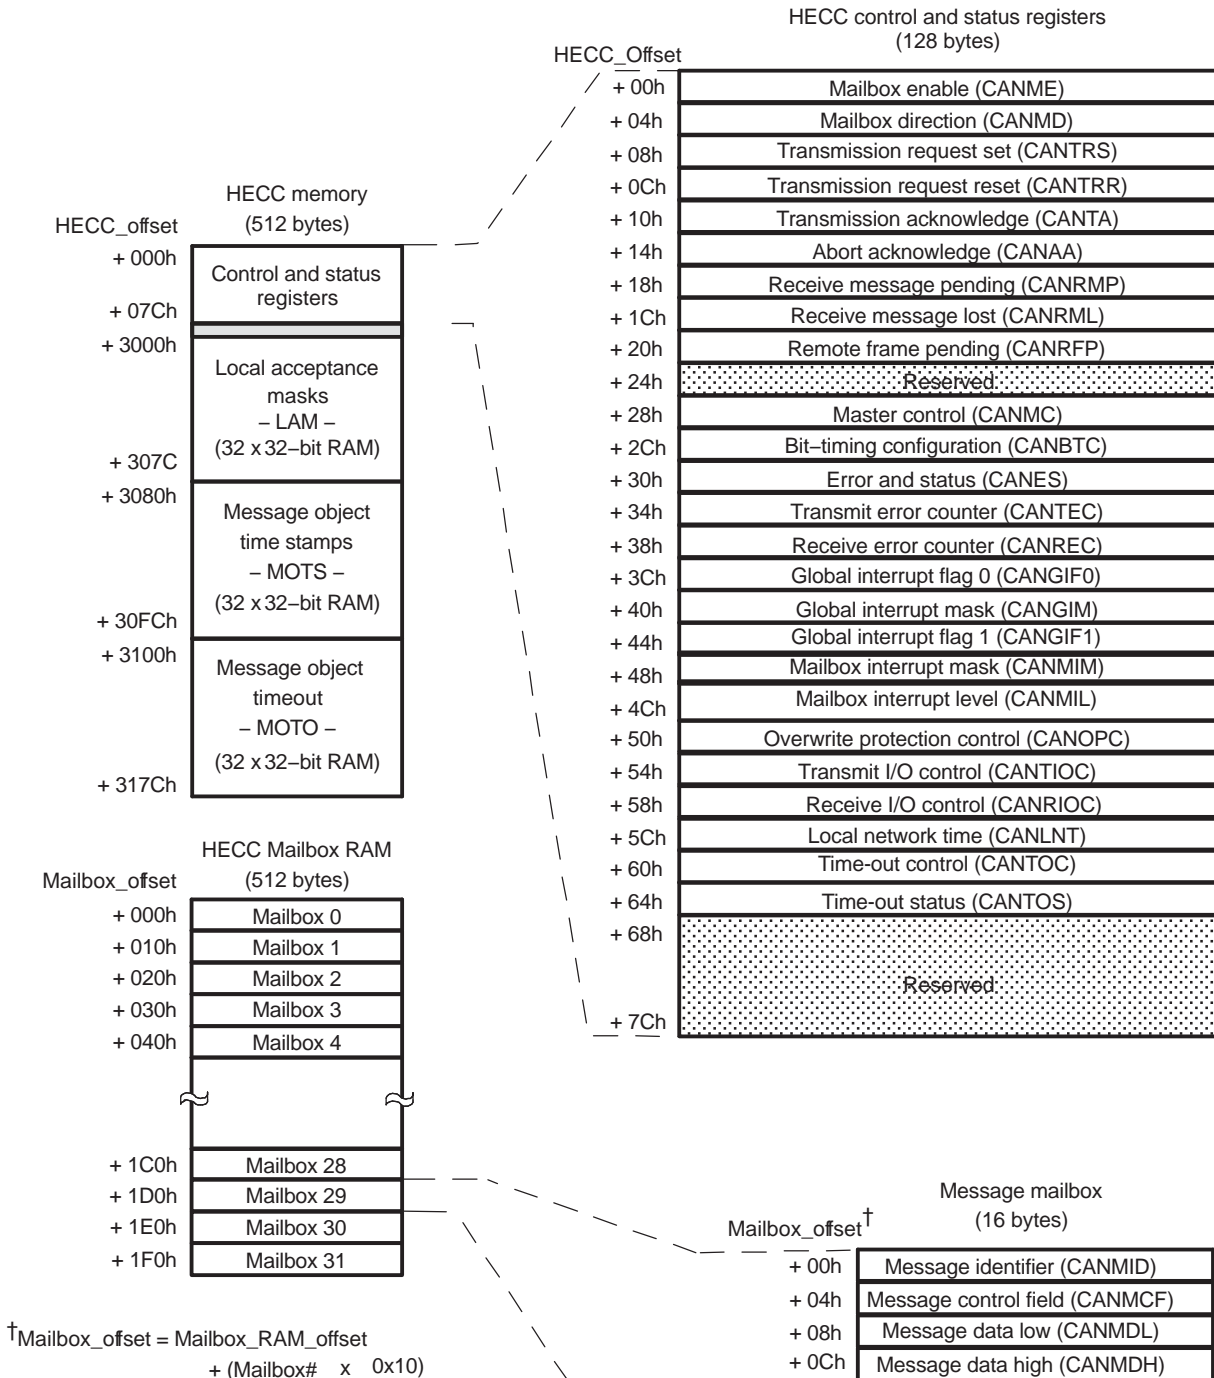 HECC control and status registers
(128 bytes)
HECC_Offset
+ 00h Mailbox enable (CANME)
+ 04h Mailbox direction (CANMD)
+ 08h Transmission request set (CANTRS)
+ 0Ch Transmission request reset (CANTRR)
+ 10h Transmission acknowledge (CANTA)
+ 14h Abort acknowledge (CANAA)
+ 18h Receive message pending (CANRMP)
+ 1Ch Receive message lost (CANRML)
+ 20h Remote frame pending (CANRFP)
+ 24h Reserved
+ 28h Master control (CANMC)
+ 2Ch Bit–timing configuration (CANBTC)
+ 30h Error and status (CANES)
+ 34h Transmit error counter (CANTEC)
+ 38h Receive error counter (CANREC)
+ 3Ch Global interrupt flag 0 (CANGIF0)
+ 40h Global interrupt mask (CANGIM)
+ 44h Global interrupt flag 1 (CANGIF1)
+ 48h Mailbox interrupt mask (CANMIM)
+ 4Ch Mailbox interrupt level (CANMIL)
+ 50h Overwrite protection control (CANOPC)
+ 54h Transmit I/O control (CANTIOC)
+ 58h Receive I/O control (CANRIOC)
+ 5Ch Local network time (CANLNT)
+ 60h Time-out control (CANTOC)
+ 64h Time-out status (CANTOS)
+ 68h
Reserved
+ 7Ch
HECC memory
(512 bytes)
HECC_offset
+ 000h
Control and status
registers
+ 07Ch
+ 3000h
Local acceptance
masks
– LAM –
(32 x 32–bit RAM)
+ 307C
+ 3080h
Message object
time stamps
– MOTS –
(32 x 32–bit RAM)
+ 30FCh
+ 3100h
Message object
timeout
– MOTO –
(32 x 32–bit RAM)
+ 317Ch
HECC Mailbox RAM
(512 bytes)
Mailbox_offset
+ 000h Mailbox 0
+ 010h Mailbox 1
+ 020h Mailbox 2
+ 030h Mailbox 3
+ 040h Mailbox 4
+ 1C0h Mailbox 28
+ 1D0h Mailbox 29
+ 1E0h Mailbox 30
+ 1F0h Mailbox 31
Message mailbox
(16 bytes)
Mailbox_offset†
+ 00h Message identifier (CANMID)
+ 04h Message control field (CANMCF)
+ 08h Message data low (CANMDL)
+ 0Ch Message data high (CANMDH)
†Mailbox_offset = Mailbox_RAM_offset
+ (Mailbox# x 0x10)